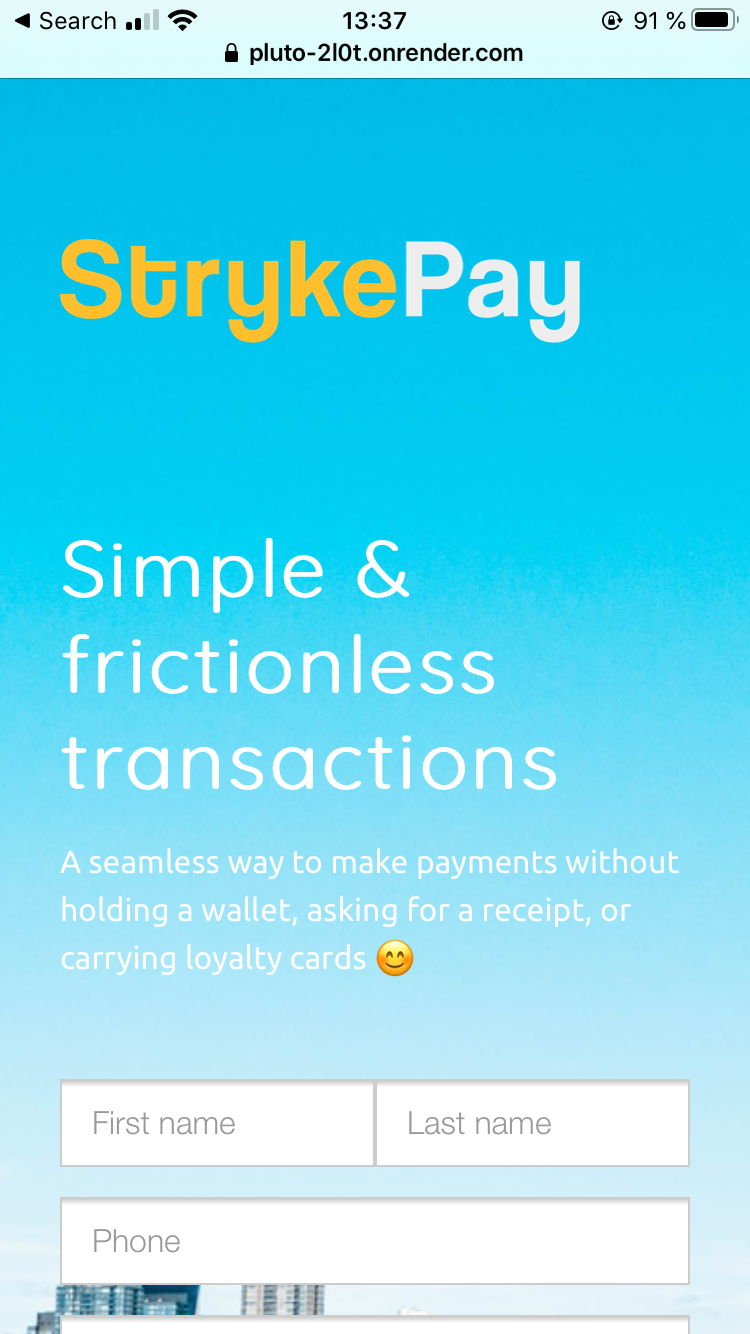 Search 13:37 91 %
pluto-2l0t.onrender.com
StrykePay
Simple &
frictionless
transactions
A seamless way to make payments without
holding a wallet, asking for a receipt, or
carrying loyalty cards 😊
First name Last name
Phone